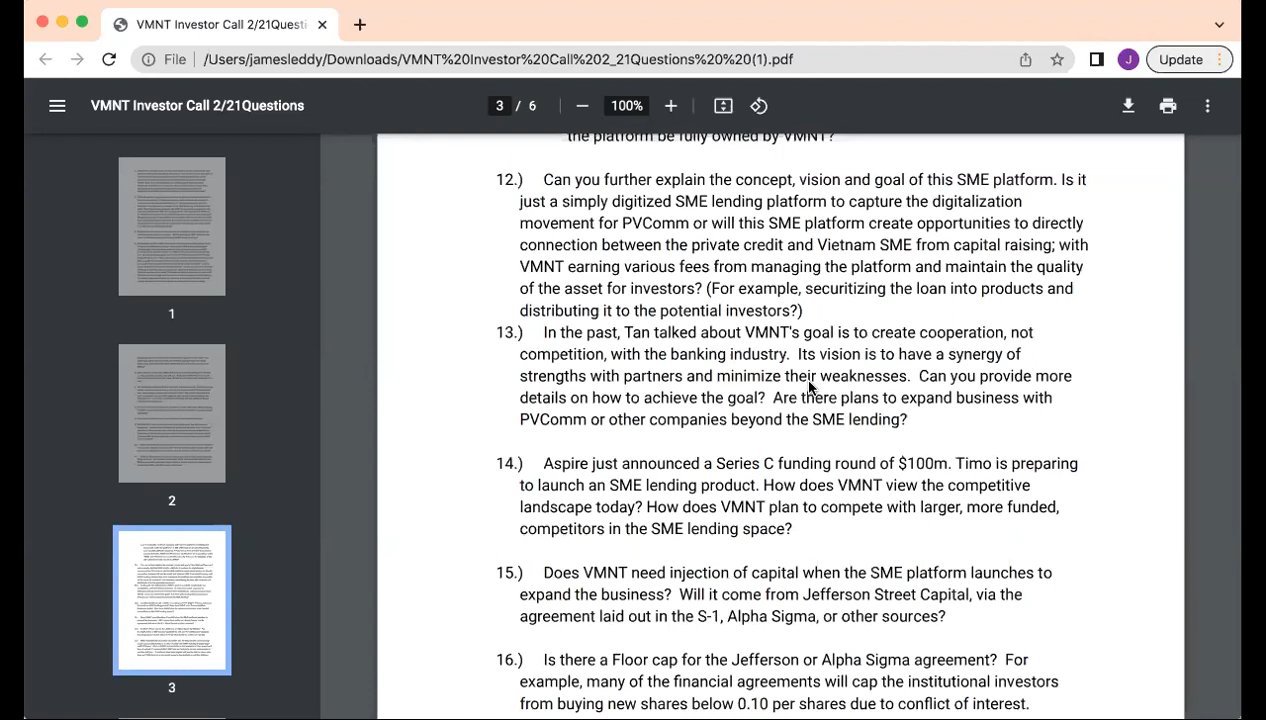 VMNT Investor Call 2/21Questi
File
/Users/jamesleddy/Downloads/VMNT%20Investor%20Call%202_21Questions%20%20(1).pdf
J
Update
VMNT Investor Call 2/21Questions
3 / 6
100%
1
2
3
the platform be fully owned by VMNT?
12.) Can you further explain the concept, vision and goal of this SME platform. Is it
just a simply digitized SME lending platform to capture the digitalization
movement for PVComm or will this SME platform create opportunities to directly
connection between the private credit and Vietnam SME from capital raising; with
VMNT earning various fees from managing the platform and maintain the quality
of the asset for investors? (For example, securitizing the loan into products and
distributing it to the potential investors?)
13.) In the past, Tan talked about VMNT's goal is to create cooperation, not
competition, with the banking industry. Its vision is to have a synergy of
strengths with partners and minimize their weaknesses. Can you provide more
details on how to achieve the goal? Are there plans to expand business with
PVComm or other companies beyond the SME lending?
14.) Aspire just announced a Series C funding round of $100m. Timo is preparing
to launch an SME lending product. How does VMNT view the competitive
landscape today? How does VMNT plan to compete with larger, more funded,
competitors in the SME lending space?
15.) Does VMNT need injection of capital when the SME platform launches to
expand the business? Will it come from Jefferson Street Capital, via the
agreement laid out in the S-1, Alpha Sigma, or other sources?
16.) Is there a Floor cap for the Jefferson or Alpha Sigma agreement? For
example, many of the financial agreements will cap the institutional investors
from buying new shares below 0.10 per shares due to conflict of interest.